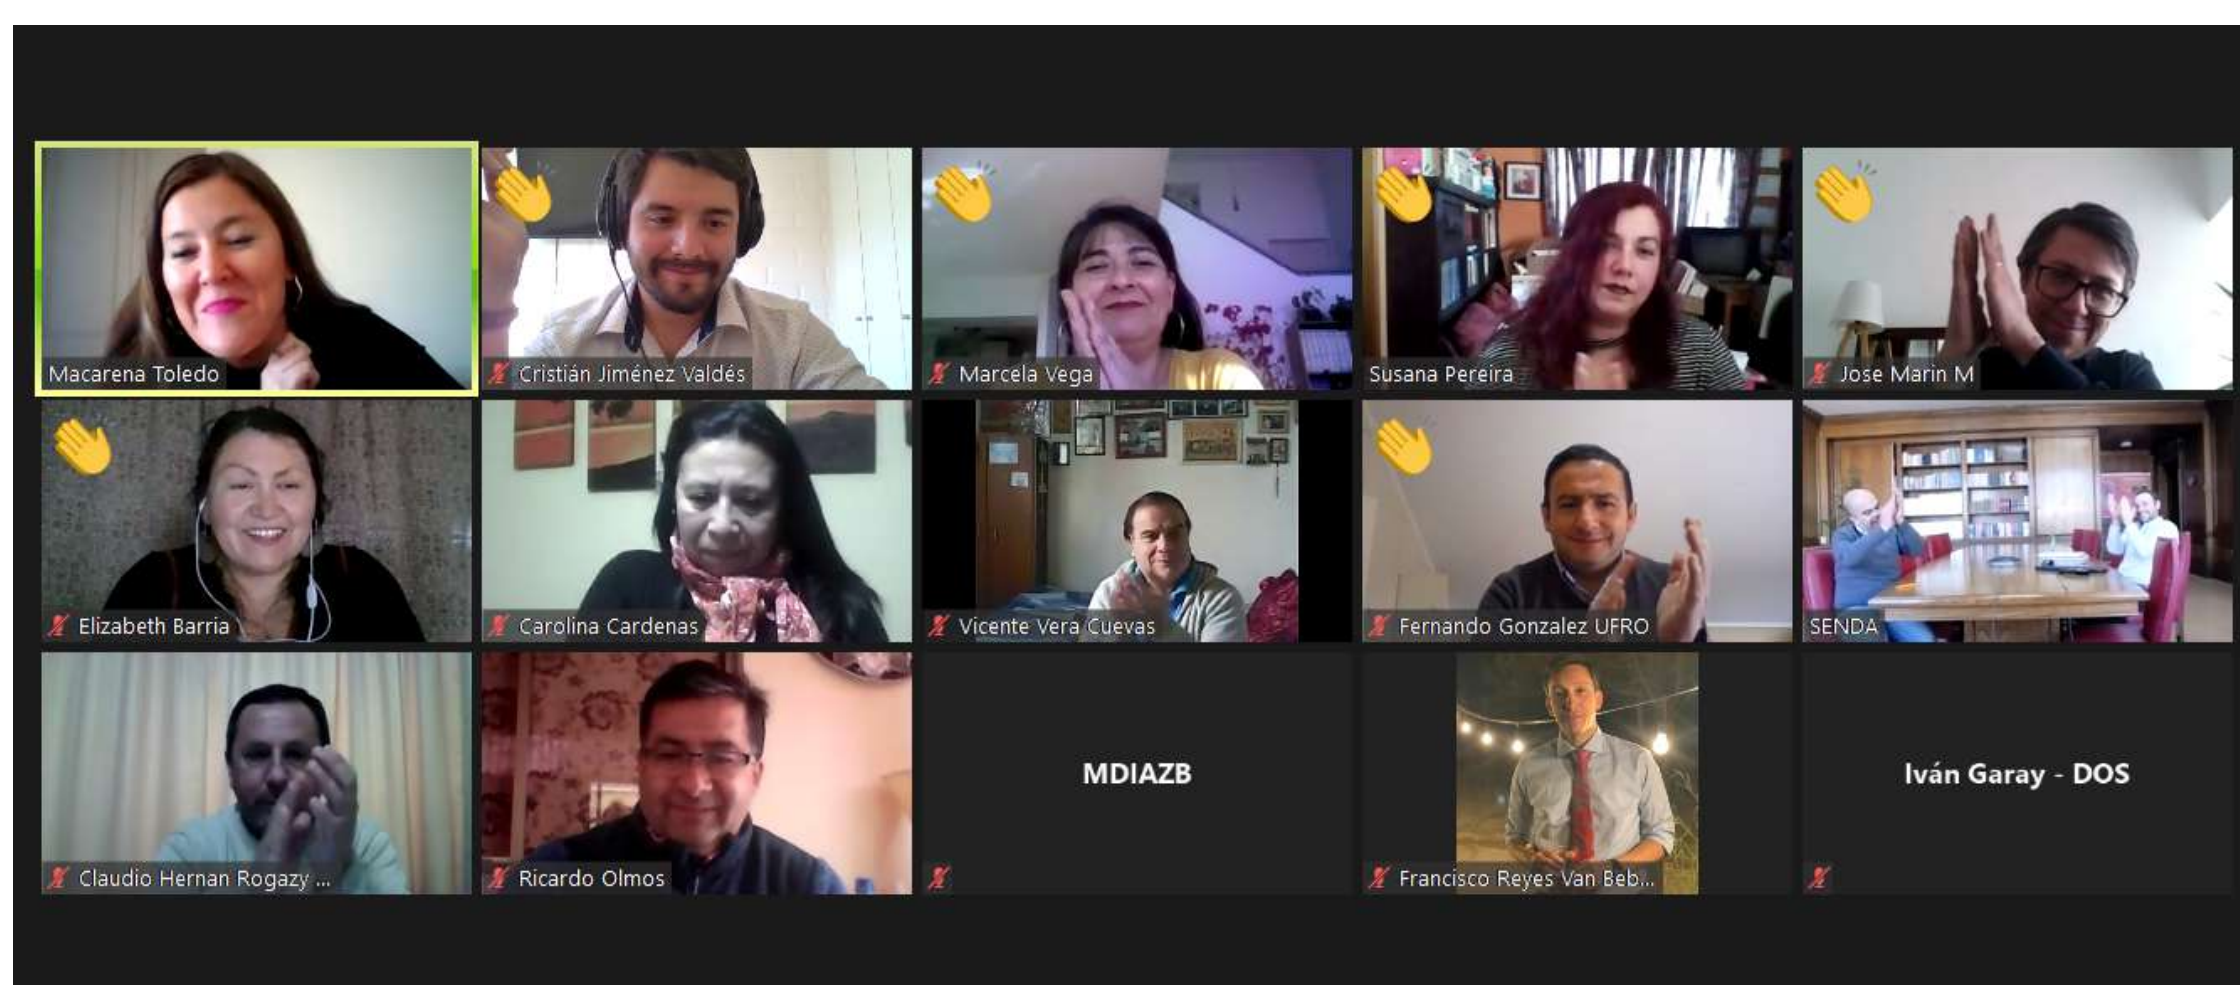 Macarena Toledo
Cristián Jiménez Valdés
Marcela Vega
Susana Pereira
Jose Marin M
Elizabeth Barria
Carolina Cardenas
Vicente Vera Cuevas
Fernando Gonzalez UFRO
SENDA
Claudio Hernan Rogazy ...
Ricardo Olmos
MDIAZB
Francisco Reyes Van Beb...
Iván Garay - DOS